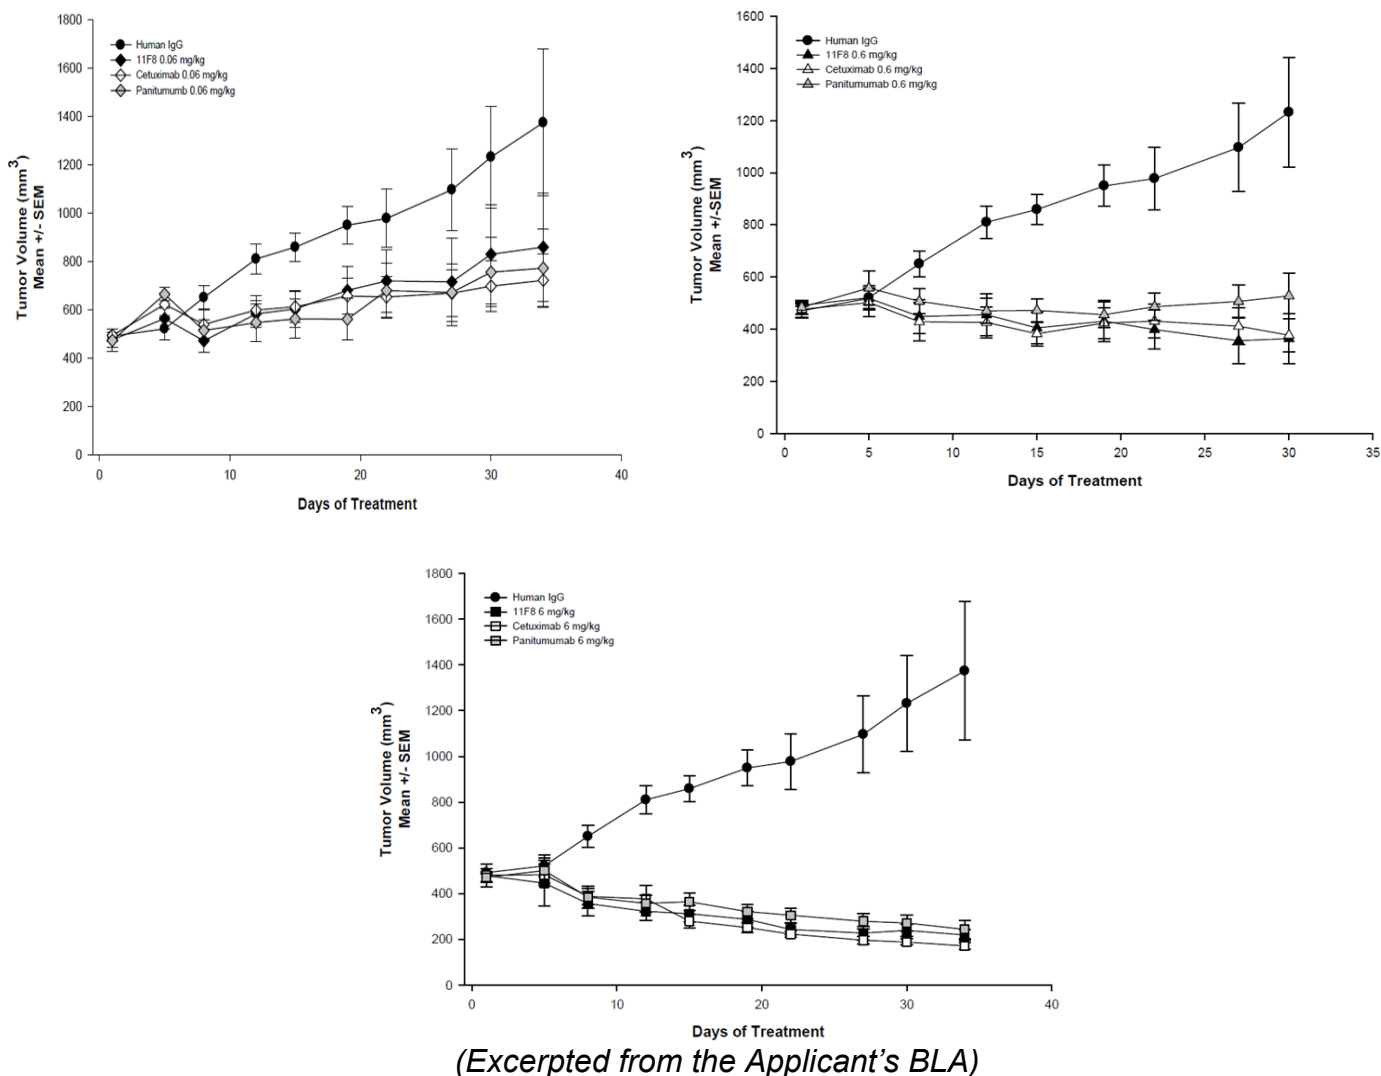 1800
1600
1400
1200
1000
800
600
400
200
0
Tumor Volume (mm³)
Mean +/- SEM
Human IgG
11F8 0.06 mg/kg
Cetuximab 0.06 mg/kg
Panitumumb 0.06 mg/kg
0 10 20 30 40
Days of Treatment
1600
1400
1200
1000
800
600
400
200
0
Tumor Volume (mm³)
Mean +/-SEM
Human IgG
11F8 0.6 mg/kg
Cetuximab 0.6 mg/kg
Panitumumab 0.6 mg/kg
0 5 10 15 20 25 30 35
Days of Treatment
1800
1600
1400
1200
1000
800
600
400
200
0
Tumor Volume (mm³)
Mean +/- SEM
Human IgG
11F8 6 mg/kg
Cetuximab 6 mg/kg
Panitumumab 6 mg/kg
0 10 20 30 40
Days of Treatment
(Excerpted from the Applicant's BLA)